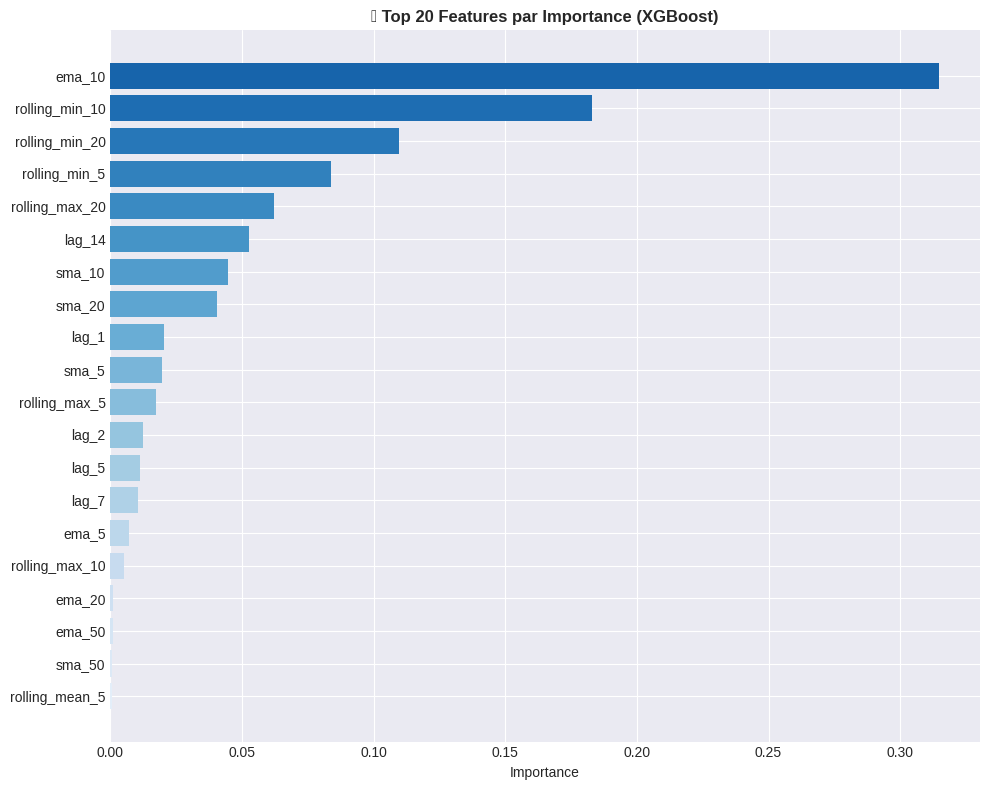 ▯ Top 20 Features par Importance (XGBoost)
ema_10
rolling_min_10
rolling_min_20
rolling_min_5
rolling_max_20
lag_14
sma_10
sma_20
lag_1
sma_5
rolling_max_5
lag_2
lag_5
lag_7
ema_5
rolling_max_10
ema_20
ema_50
sma_50
rolling_mean_5
0.00 0.05 0.10 0.15 0.20 0.25 0.30
Importance